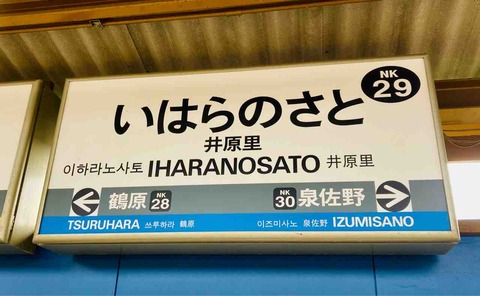 NK
29
いはらのさと
井原里
이하라노사토 IHARANOSATO 井原里
鶴原 NK 28 NK 30 泉佐野
TSURUHARA 쓰루하라 鹤原 이즈미사노 泉佐野 IZUMISANO